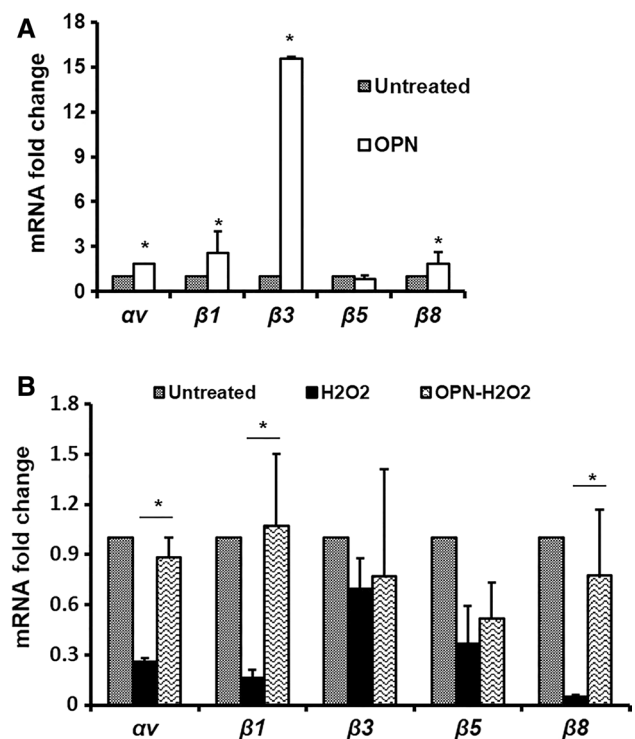 A
mRNA fold change
18
15
12
9
6
3
0
* * * *
Untreated
OPN
αv β1 β3 β5 β8
B
Untreated H2O2 OPN-H2O2
mRNA fold change
1.8
1.5
1.2
0.9
0.6
0.3
0
* * *
αv β1 β3 β5 β8